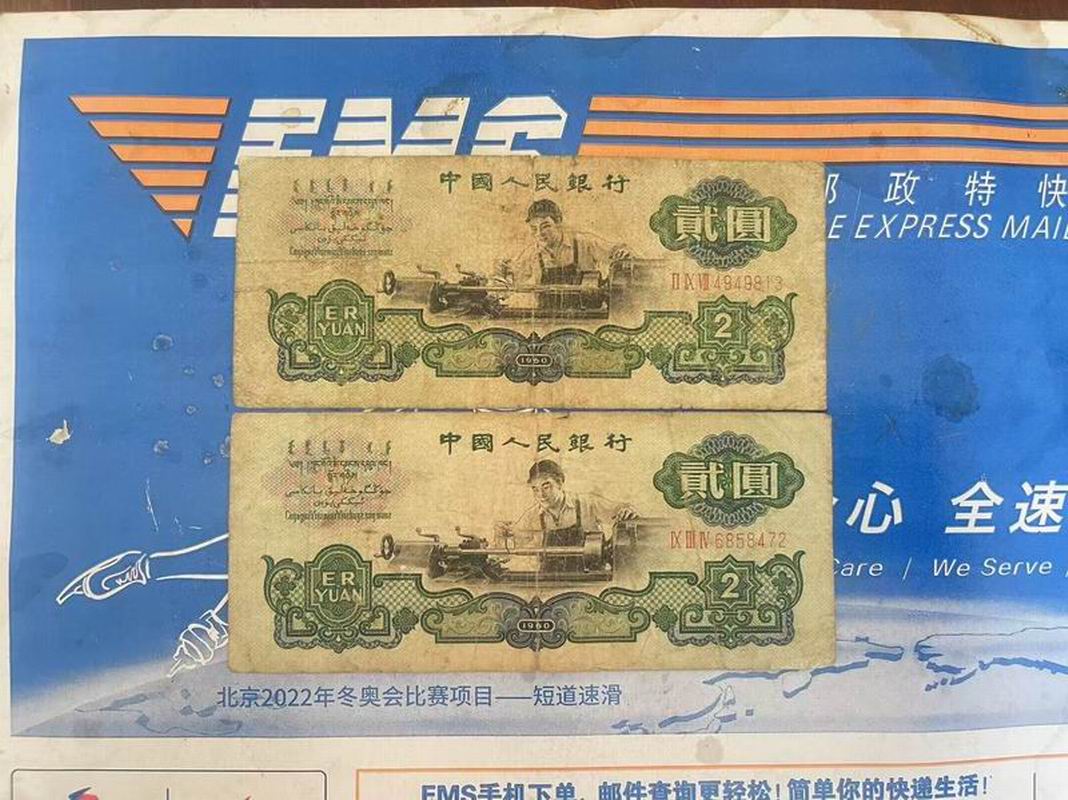 EMS
邮政特快
E EXPRESS MAIL
中國人民銀行
貳圓
ⅡⅨⅧ4949813
ER
YUAN
2
1960
中國人民銀行
貳圓
ⅨⅢⅣ6858472
心 全速
Care / We Serve /
ER
YUAN
2
1960
北京2022年冬奥会比赛项目——短道速滑
EMS手机下单,邮件查询更轻松!简单你的快递生活!